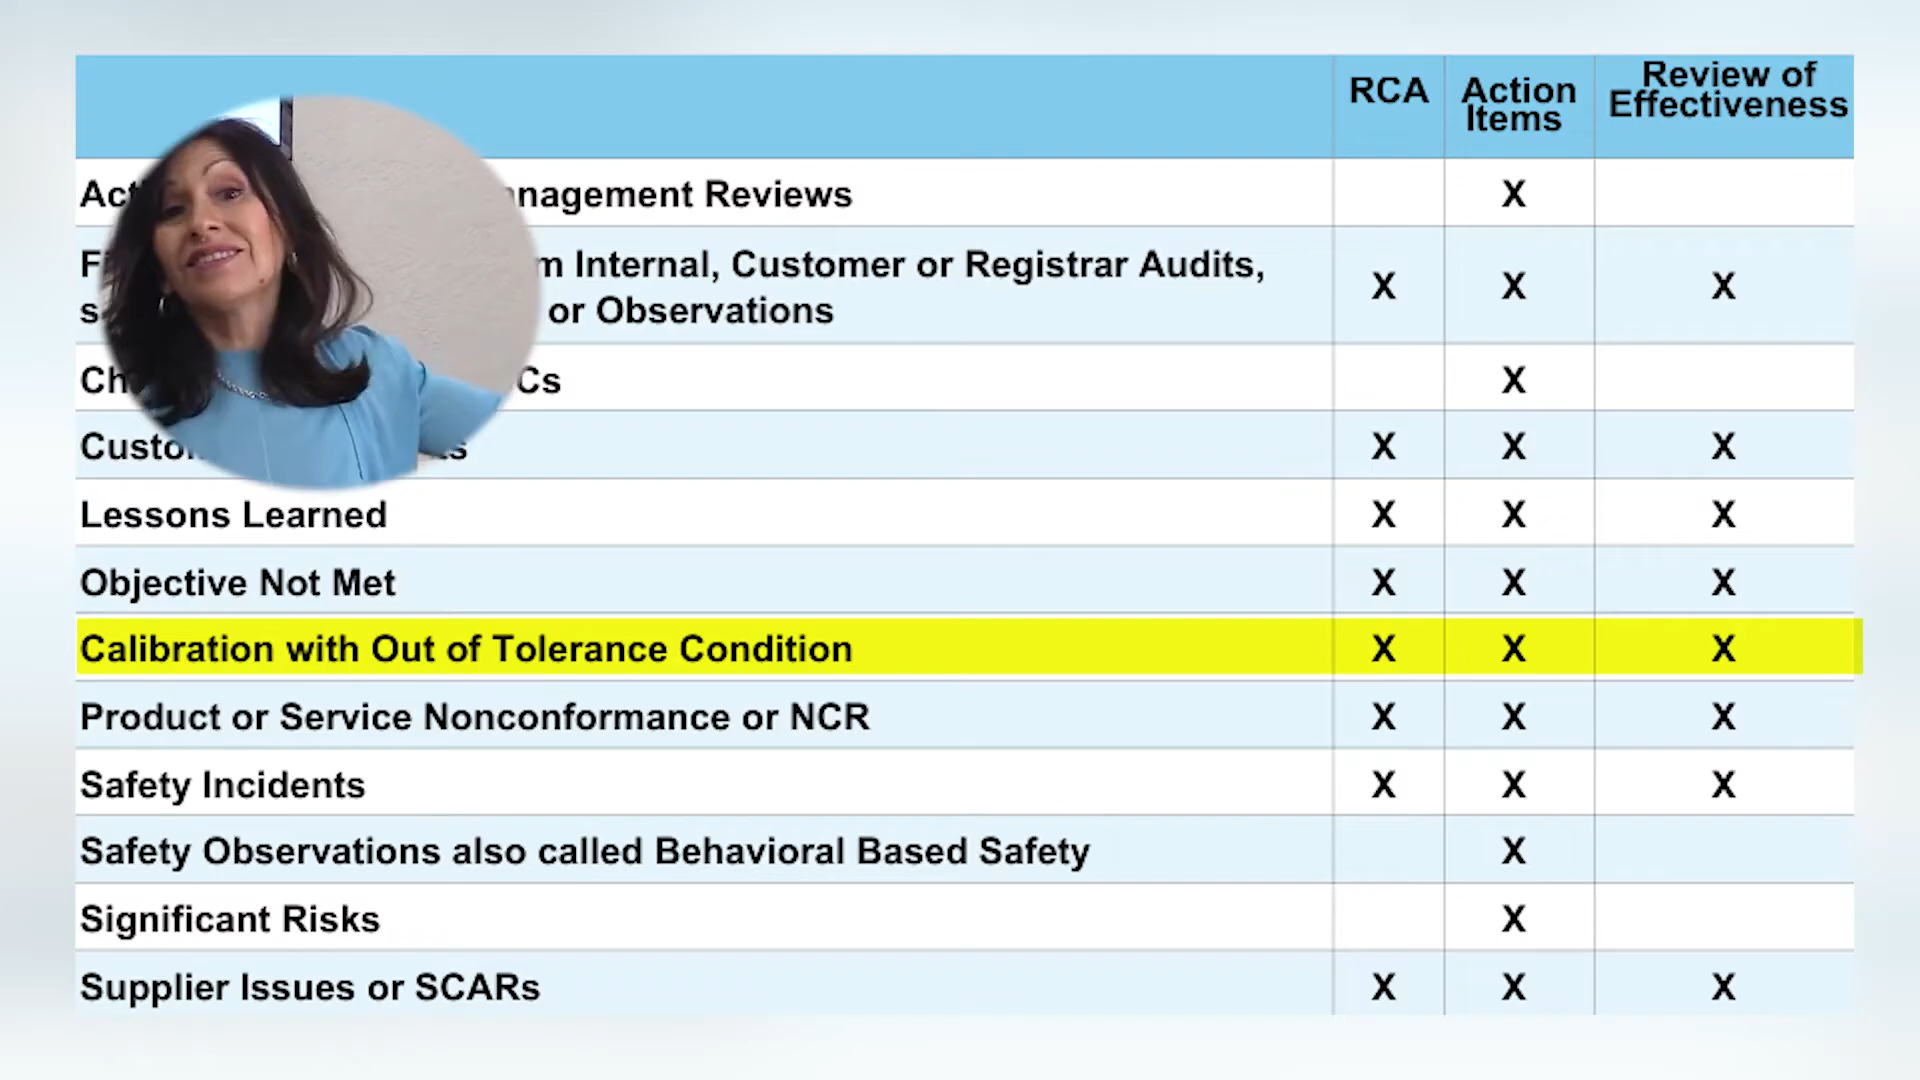 RCA Action Items Review of Effectiveness
Management Reviews X
Internal, Customer or Registrar Audits,
or Observations X X X
X
X X X
Lessons Learned X X X
Objective Not Met X X X
Calibration with Out of Tolerance Condition X X X
Product or Service Nonconformance or NCR X X X
Safety Incidents X X X
Safety Observations also called Behavioral Based Safety X
Significant Risks X
Supplier Issues or SCARs X X X